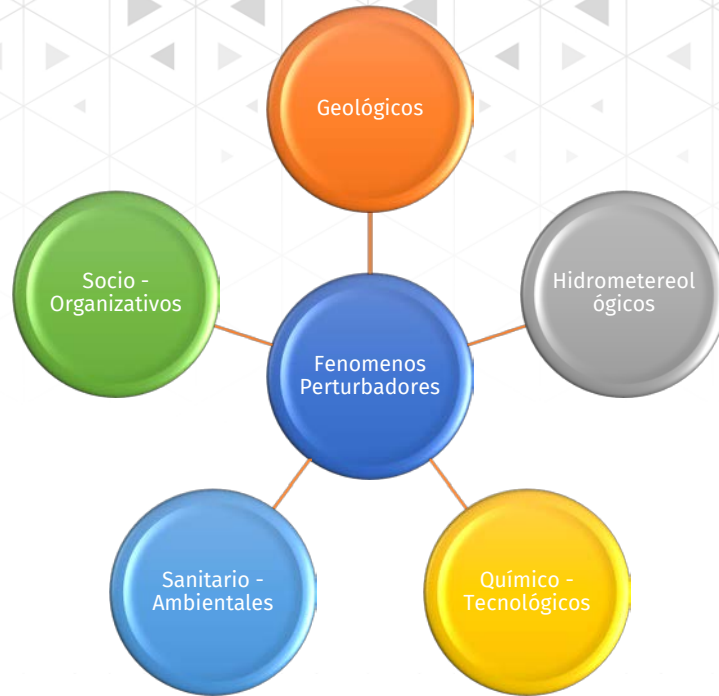 Geológicos
Socio -
Organizativos
Hidrometereol
ógicos
Fenomenos
Perturbadores
Sanitario -
Ambientales
Químico -
Tecnológicos